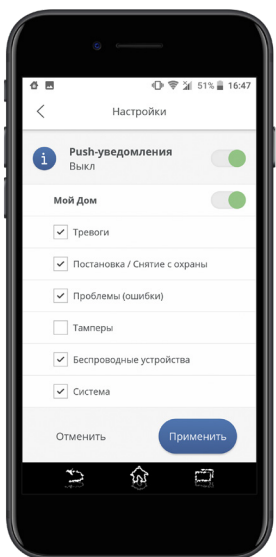 51% 16:47
Настройки
Push-уведомления
Выкл
Мой Дом
Тревоги
Постановка / Снятие с охраны
Проблемы (ошибки)
Тамперы
Беспроводные устройства
Система
Отменить
Применить